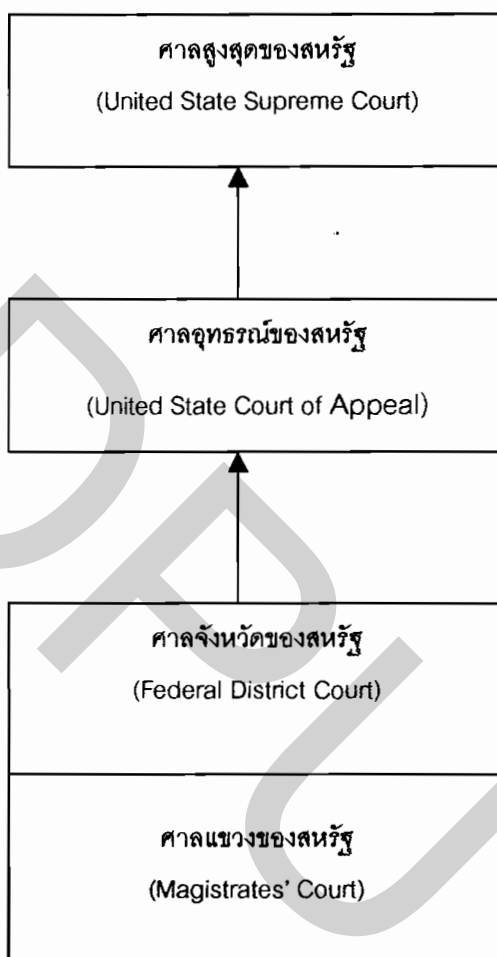 ศาลสูงสุดของสหรัฐ
(United State Supreme Court)
ศาลอุทธรณ์ของสหรัฐ
(United State Court of Appeal)
ศาลจังหวัดของสหรัฐ
(Federal District Court)
ศาลแขวงของสหรัฐ
(Magistrates' Court)
DPU